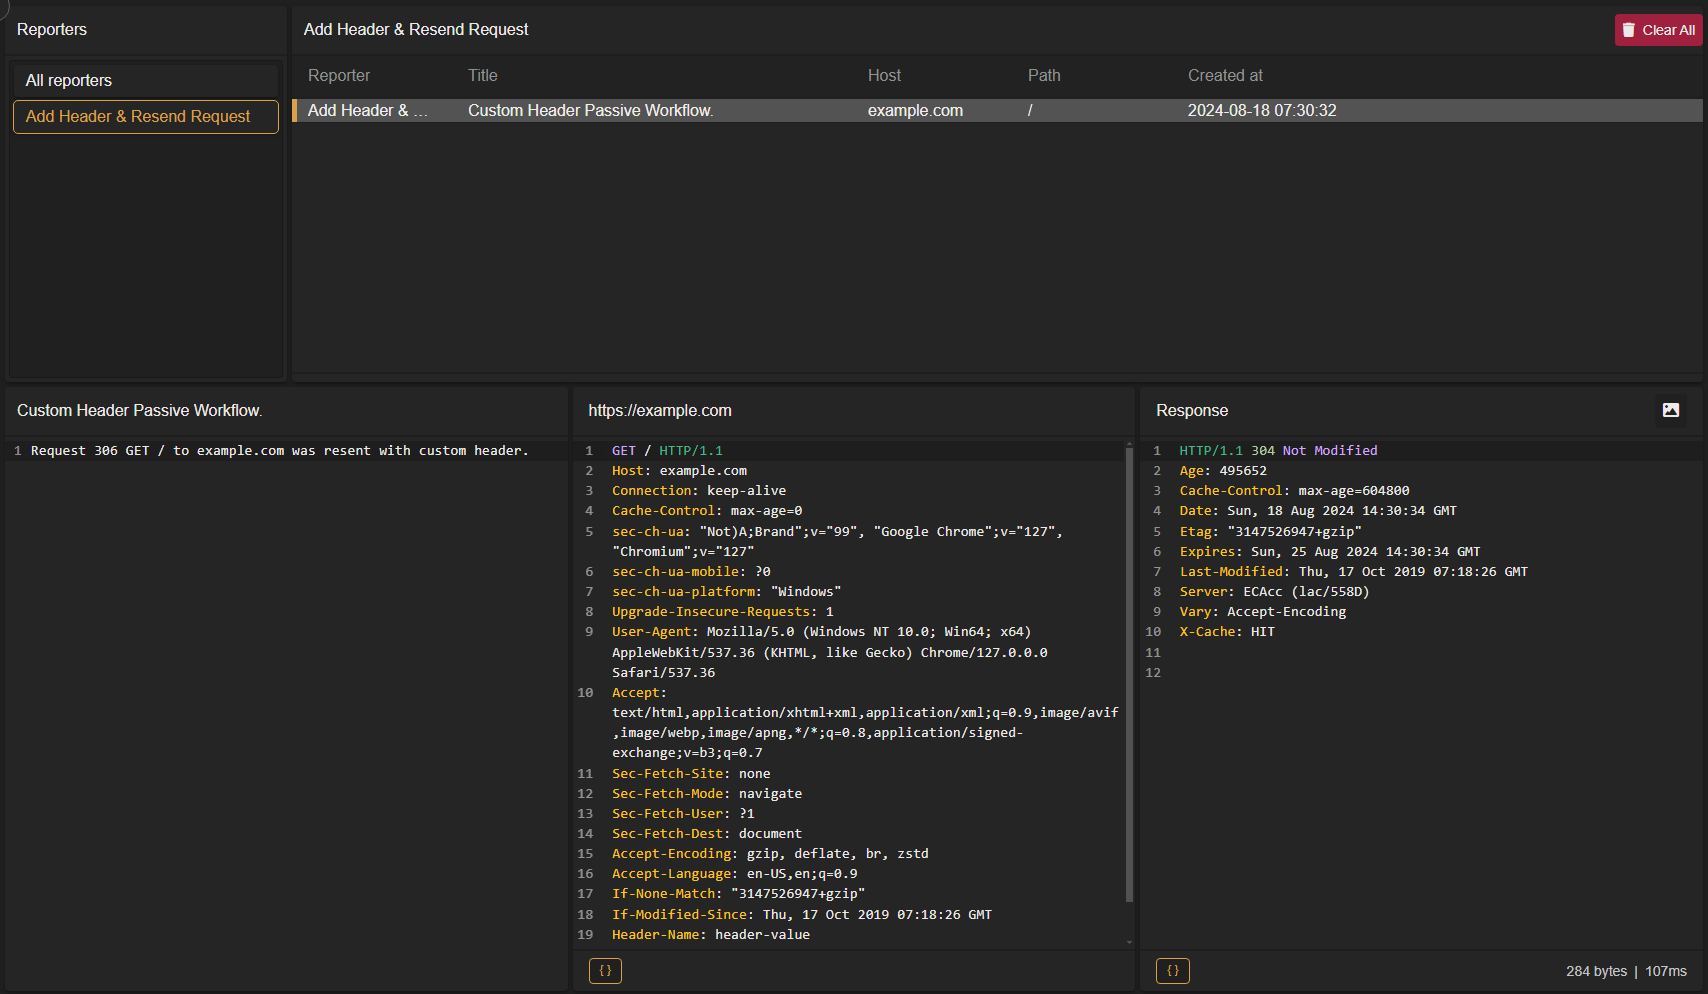 Reporters
All reporters
Add Header & Resend Request
Add Header & Resend Request
Clear All
Reporter Title Host Path Created at
Add Header & ... Custom Header Passive Workflow. example.com / 2024-08-18 07:30:32
Custom Header Passive Workflow.
1 Request 306 GET / to example.com was resent with custom header.
https://example.com
1 GET / HTTP/1.1
2 Host: example.com
3 Connection: keep-alive
4 Cache-Control: max-age=0
5 sec-ch-ua: "Not)A;Brand";v="99", "Google Chrome";v="127",
"Chromium";v="127"
6 sec-ch-ua-mobile: ?0
7 sec-ch-ua-platform: "Windows"
8 Upgrade-Insecure-Requests: 1
9 User-Agent: Mozilla/5.0 (Windows NT 10.0; Win64; x64)
AppleWebKit/537.36 (KHTML, like Gecko) Chrome/127.0.0.0
Safari/537.36
10 Accept:
text/html,application/xhtml+xml,application/xml;q=0.9,image/avif
,image/webp,image/apng,*/*;q=0.8,application/signed-
exchange;v=b3;q=0.7
11 Sec-Fetch-Site: none
12 Sec-Fetch-Mode: navigate
13 Sec-Fetch-User: ?1
14 Sec-Fetch-Dest: document
15 Accept-Encoding: gzip, deflate, br, zstd
16 Accept-Language: en-US,en;q=0.9
17 If-None-Match: "3147526947+gzip"
18 If-Modified-Since: Thu, 17 Oct 2019 07:18:26 GMT
19 Header-Name: header-value
{}
Response
1 HTTP/1.1 304 Not Modified
2 Age: 495652
3 Cache-Control: max-age=604800
4 Date: Sun, 18 Aug 2024 14:30:34 GMT
5 Etag: "3147526947+gzip"
6 Expires: Sun, 25 Aug 2024 14:30:34 GMT
7 Last-Modified: Thu, 17 Oct 2019 07:18:26 GMT
8 Server: ECAcc (lac/558D)
9 Vary: Accept-Encoding
10 X-Cache: HIT
11
12
{}
284 bytes | 107ms